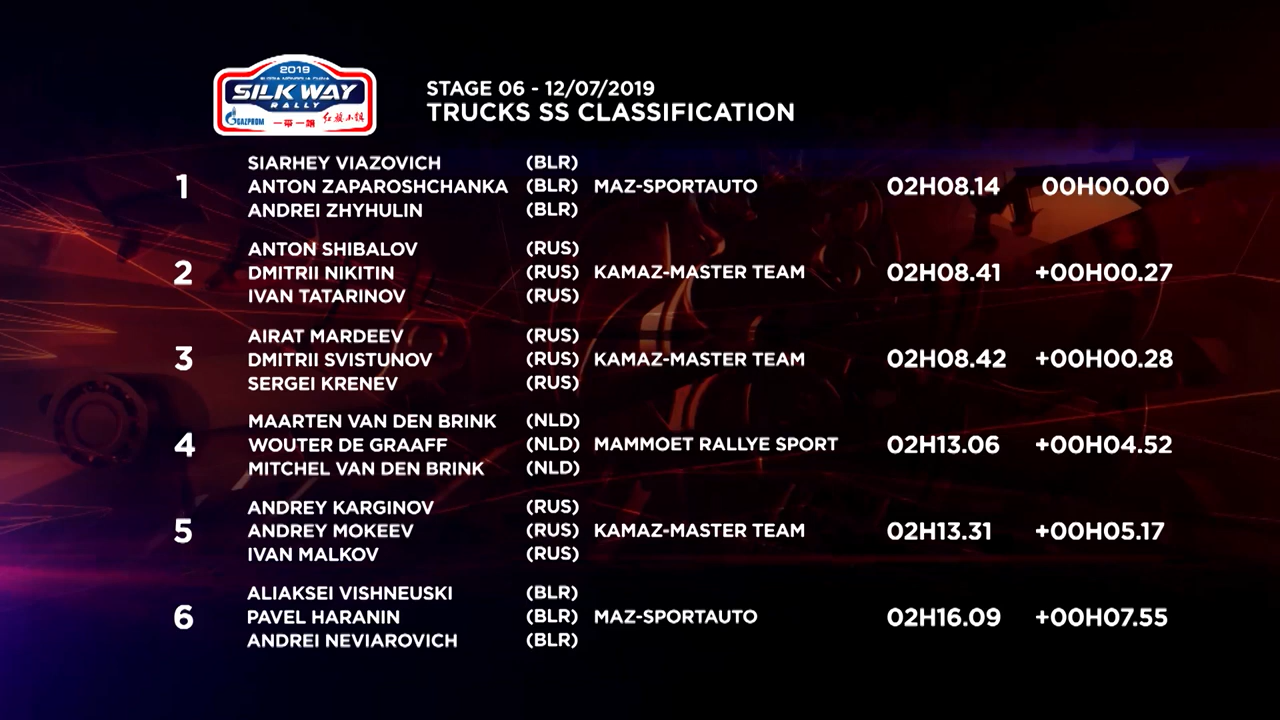 2019
SILK WAY
RALLY
GAZPROM
一带一路
STAGE 06 - 12/07/2019
TRUCKS SS CLASSIFICATION
1
SIARHEY VIAZOVICH (BLR)
ANTON ZAPAROSHCHANKA (BLR) MAZ-SPORTAUTO 02H08.14 00H00.00
ANDREI ZHYHULIN (BLR)
2
ANTON SHIBALOV (RUS)
DMITRII NIKITIN (RUS) KAMAZ-MASTER TEAM 02H08.41 +00H00.27
IVAN TATARINOV (RUS)
3
AIRAT MARDEEV (RUS)
DMITRII SVISTUNOV (RUS) KAMAZ-MASTER TEAM 02H08.42 +00H00.28
SERGEI KRENEV (RUS)
4
MAARTEN VAN DEN BRINK (NLD)
WOUTER DE GRAAFF (NLD) MAMMOET RALLYE SPORT 02H13.06 +00H04.52
MITCHEL VAN DEN BRINK (NLD)
5
ANDREY KARGINOV (RUS)
ANDREY MOKEEV (RUS) KAMAZ-MASTER TEAM 02H13.31 +00H05.17
IVAN MALKOV (RUS)
6
ALIAKSEI VISHNEUSKI (BLR)
PAVEL HARANIN (BLR) MAZ-SPORTAUTO 02H16.09 +00H07.55
ANDREI NEVIAROVICH (BLR)